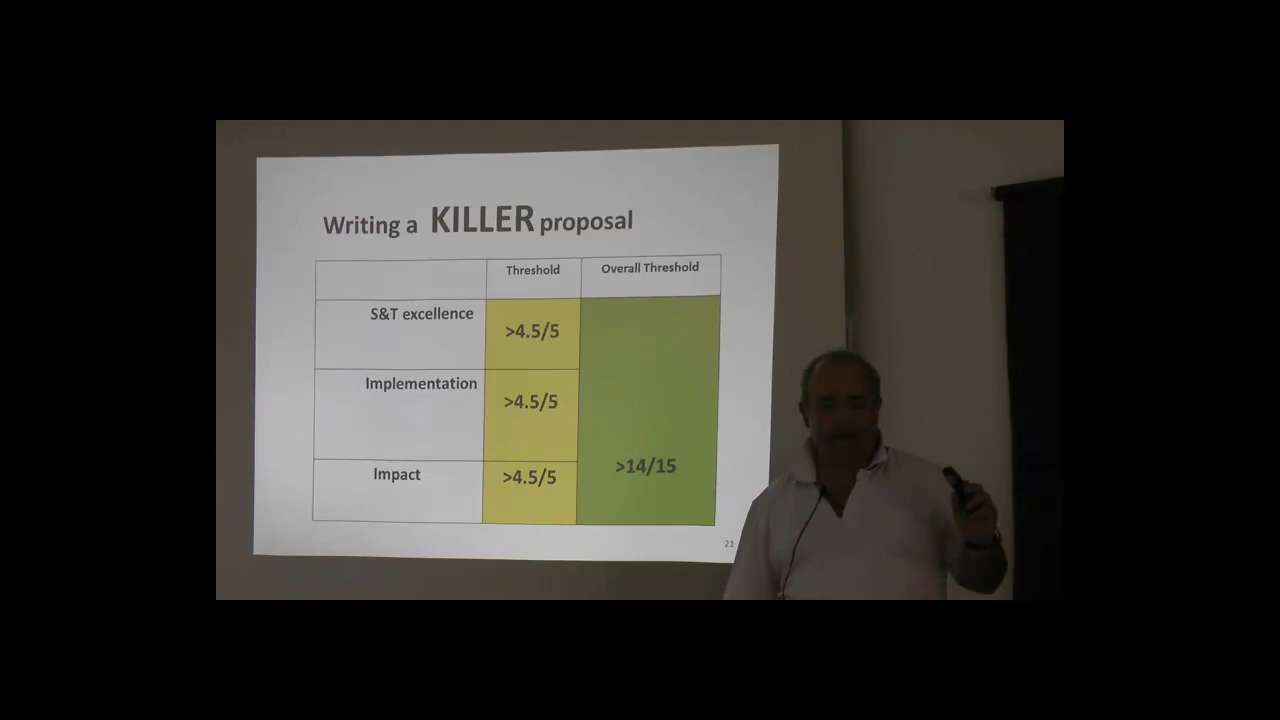 Writing a KILLER proposal
Threshold Overall Threshold
S&T excellence >4.5/5
Implementation >4.5/5
Impact >4.5/5 >14/15
21